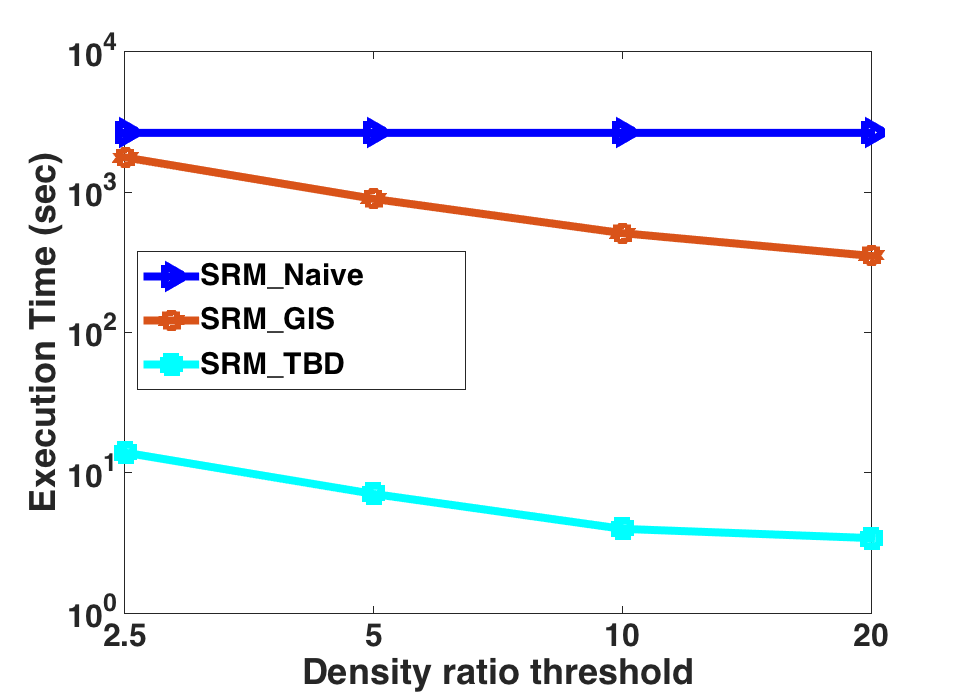 10^4
10^3
10^2
10^1
10^0
Execution Time (sec)
SRM_Naive
SRM_GIS
SRM_TBD
2.5 5 10 20
Density ratio threshold